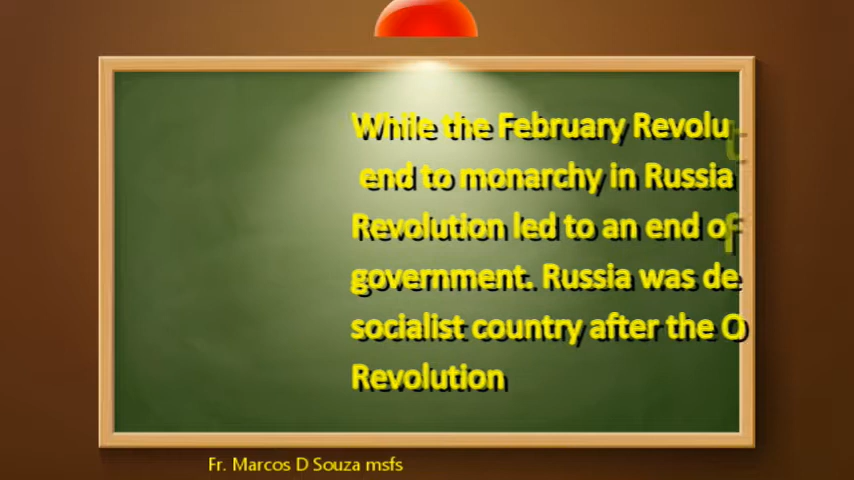 While the February Revolut
end to monarchy in Russia
Revolution led to an end of
government. Russia was de
socialist country after the O
Revolution
Fr. Marcos D Souza msfs